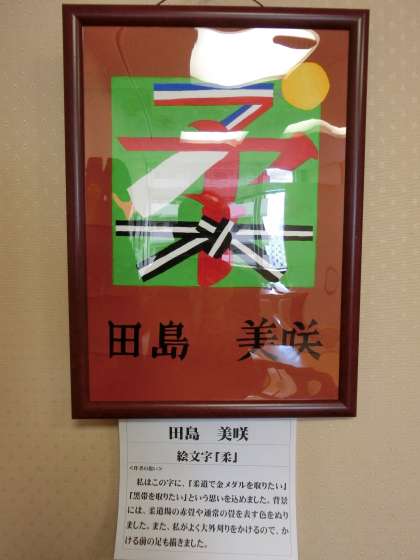 柔
田島 美咲
田島 美咲
絵文字『柔』
<作者の想い>
私はこの字に、『柔道で金メダルを取りたい』
『黒帯を取りたい』という思いを込めました。背景
には、柔道場の赤畳や通常の畳を表す色をぬり
ました。また、私がよく大外刈りをかけるので、か
ける前の足も描きました。